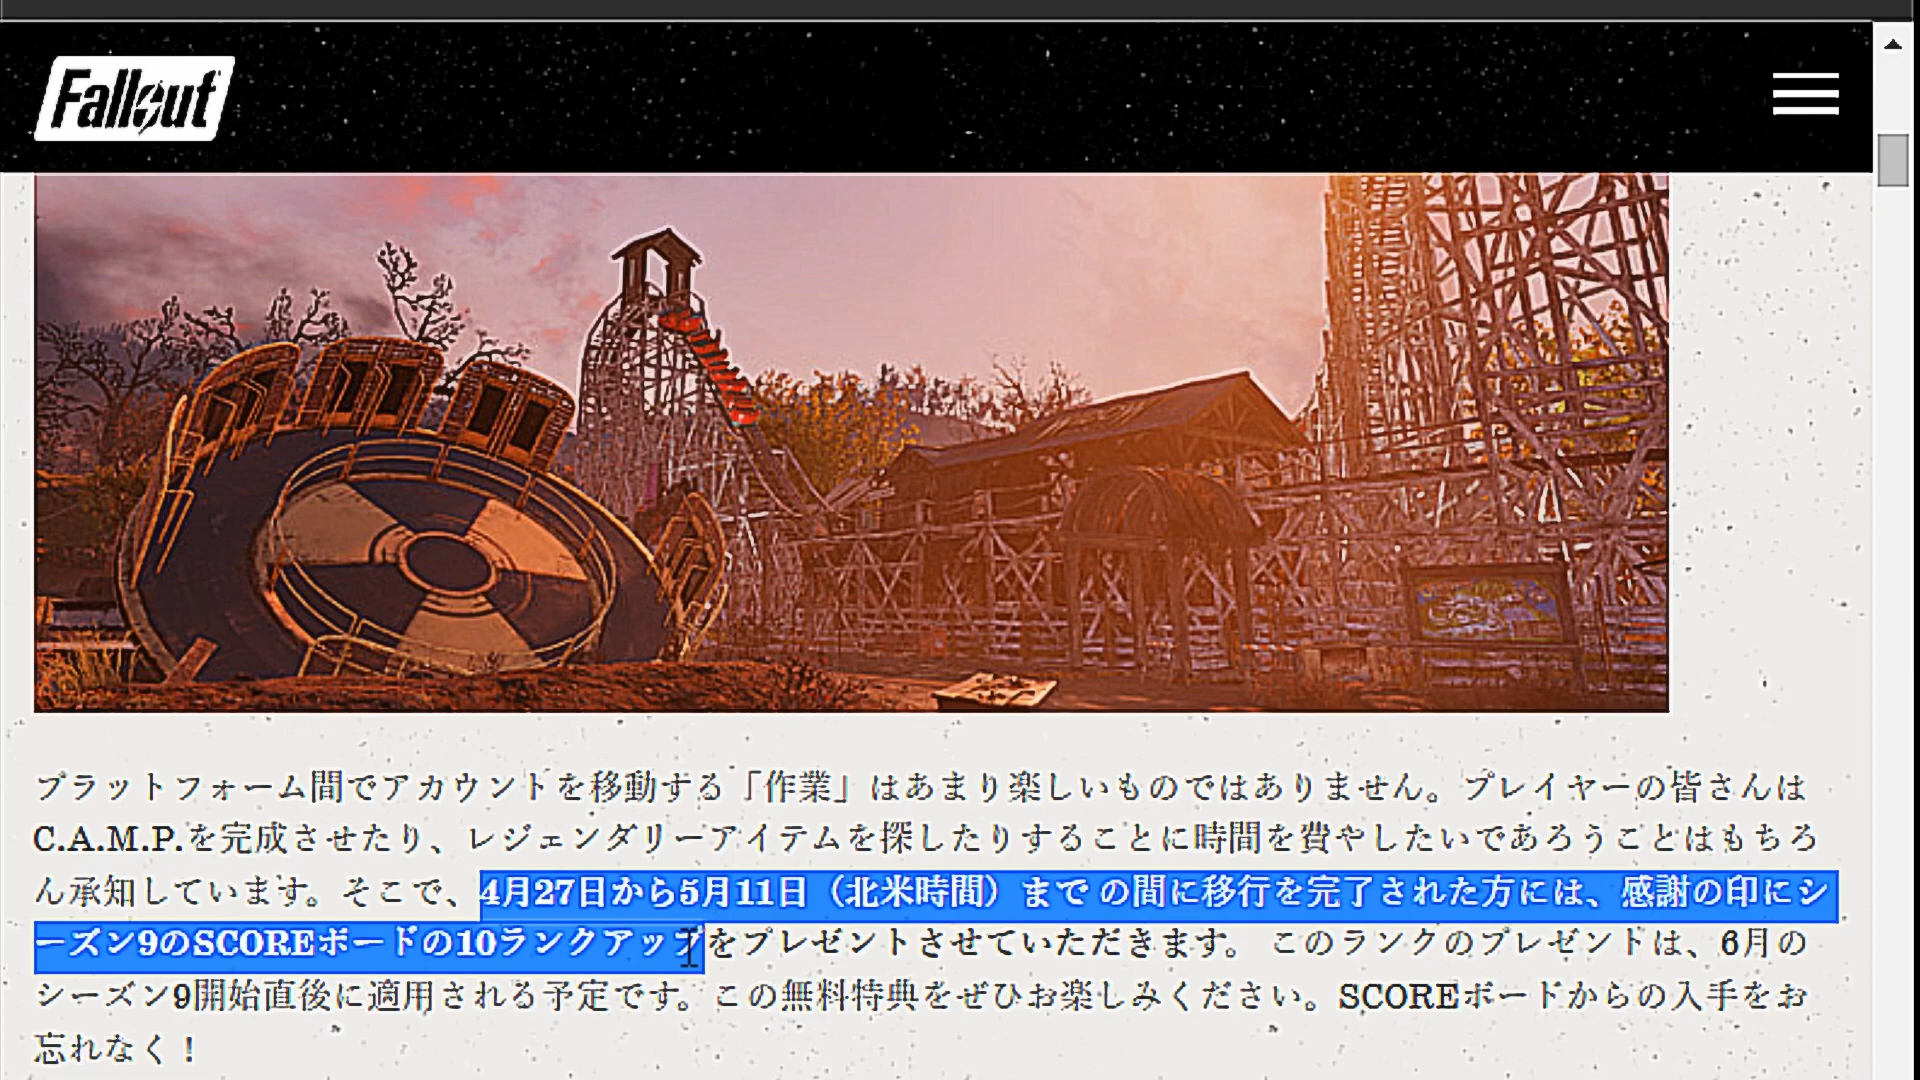 Fallout
プラットフォーム間でアカウントを移動する「作業」はあまり楽しいものではありません。プレイヤーの皆さんは
C.A.M.P.を完成させたり、レジェンダリーアイテムを探したりすることに時間を費やしたいであろうことはもちろ
ん承知しています。そこで、4月27日から5月11日（北米時間）まで の間に移行を完了された方には、感謝の印にシ
ーズン9のSCOREボードの10ランクアップをプレゼントさせていただきます。 このランクのプレゼントは、6月の
シーズン9開始直後に適用される予定です。この無料特典をぜひお楽しみください。SCOREボードからの入手をお
忘れなく！